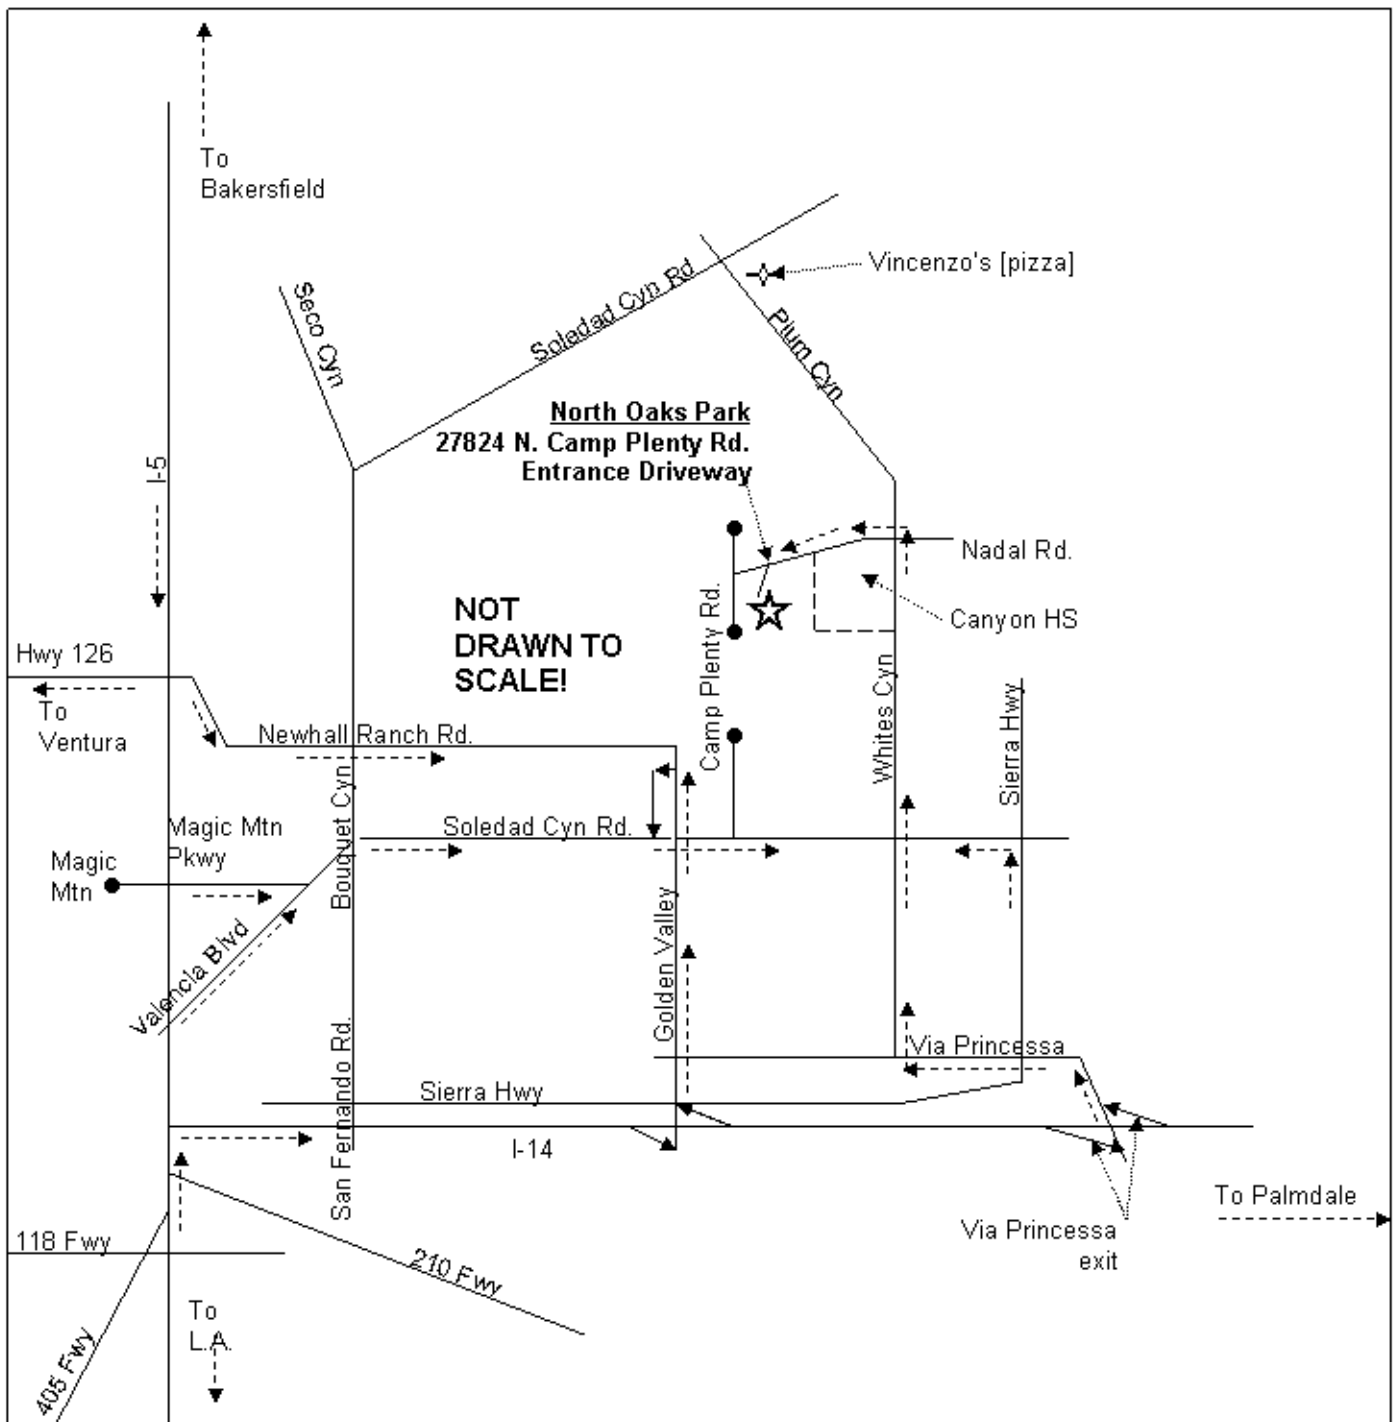 To
Bakersfield
Vincenzo's [pizza]
Soledad Cyn Rd
Seco Cyn
Plum Cyn
North Oaks Park
27824 N. Camp Plenty Rd.
Entrance Driveway
I-5
Nadal Rd.
Canyon HS
NOT
DRAWN TO
SCALE!
Hwy 126
To
Ventura
Newhall Ranch Rd.
Camp Plenty Rd.
Whites Cyn
Sierra Hwy
Magic Mtn
Pkwy
Magic
Mtn
Bouquet Cyn
Soledad Cyn Rd.
Valencia Blvd
Golden Valley
San Fernando Rd.
Via Princessa
Sierra Hwy
I-14
To Palmdale
Via Princessa
exit
118 Fwy
210 Fwy
405 Fwy
To
L.A.